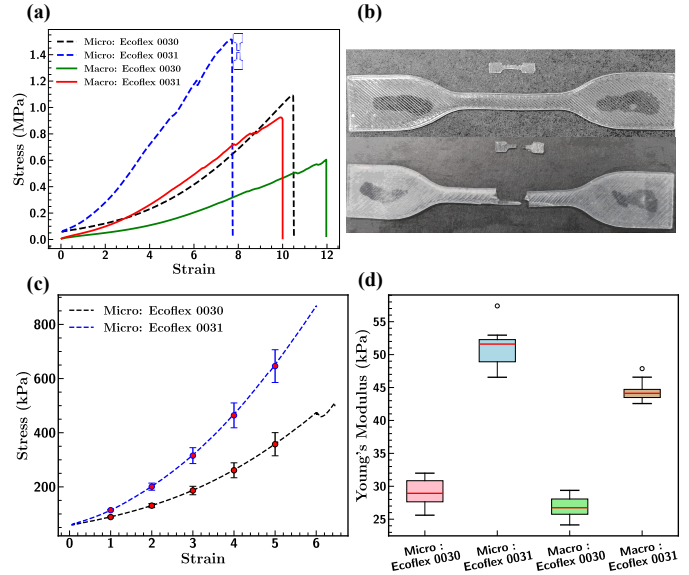 (a)
Micro: Ecoflex 0030
Micro: Ecoflex 0031
Macro: Ecoflex 0030
Macro: Ecoflex 0031
Stress (MPa)
1.4
1.2
1.0
0.8
0.6
0.4
0.2
0.0
0 2 4 6 8 10 12
Strain
(b)
(c)
Micro: Ecoflex 0030
Micro: Ecoflex 0031
Stress (kPa)
800
600
400
200
0 1 2 3 4 5 6
Strain
(d)
Young's Modulus (kPa)
55
50
45
40
35
30
25
Micro :
Ecoflex 0030
Micro :
Ecoflex 0031
Macro :
Ecoflex 0030
Macro :
Ecoflex 0031